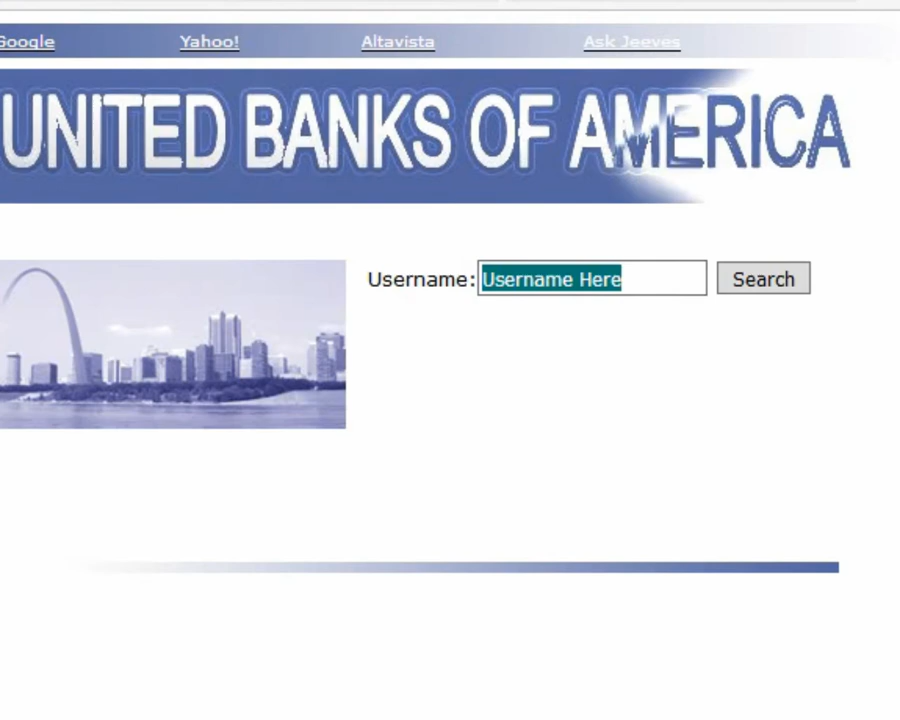 Google Yahoo! Altavista Ask Jeeves
UNITED BANKS OF AMERICA
Username: Username Here Search